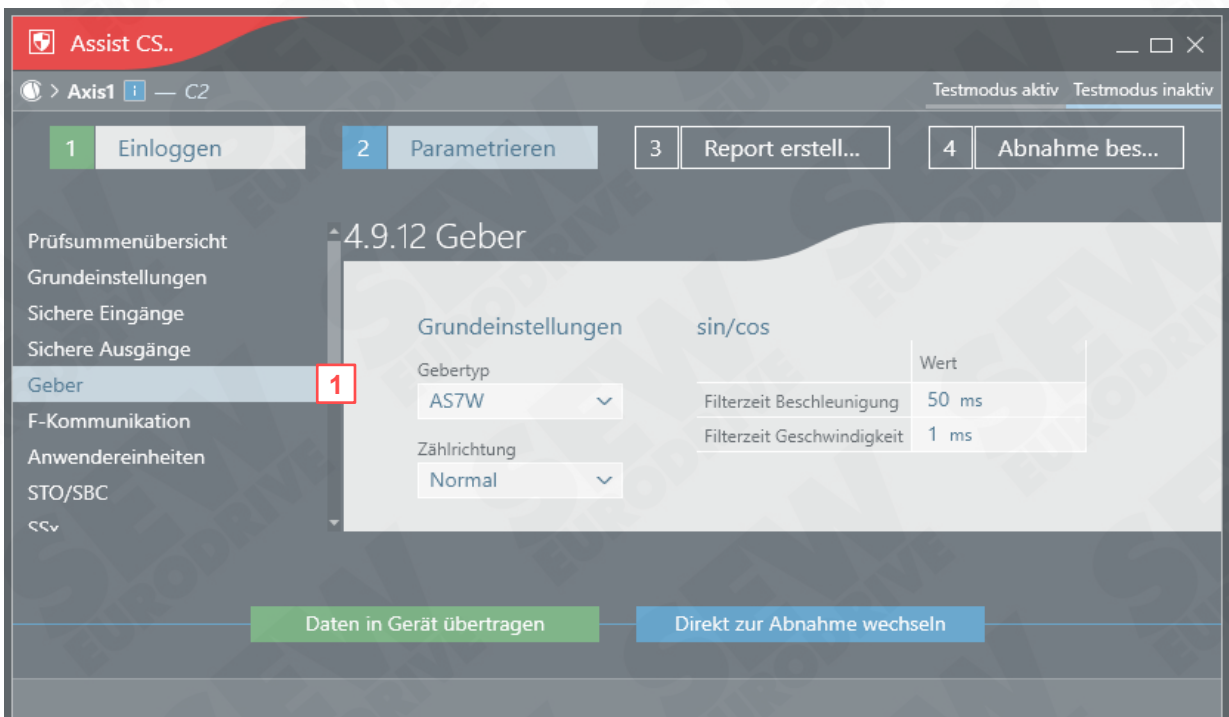 Assist CS..
Axis1 i — C2
Testmodus aktiv Testmodus inaktiv
1 Einloggen
2 Parametrieren
3 Report erstell...
4 Abnahme bes...
Prüfsummenübersicht
Grundeinstellungen
Sichere Eingänge
Sichere Ausgänge
Geber
1
F-Kommunikation
Anwendereinheiten
STO/SBC
SSx
4.9.12 Geber
Grundeinstellungen
Gebertyp
AS7W
Zählrichtung
Normal
sin/cos
Wert
Filterzeit Beschleunigung 50 ms
Filterzeit Geschwindigkeit 1 ms
Daten in Gerät übertragen
Direkt zur Abnahme wechseln
SEW
EURODRIVE